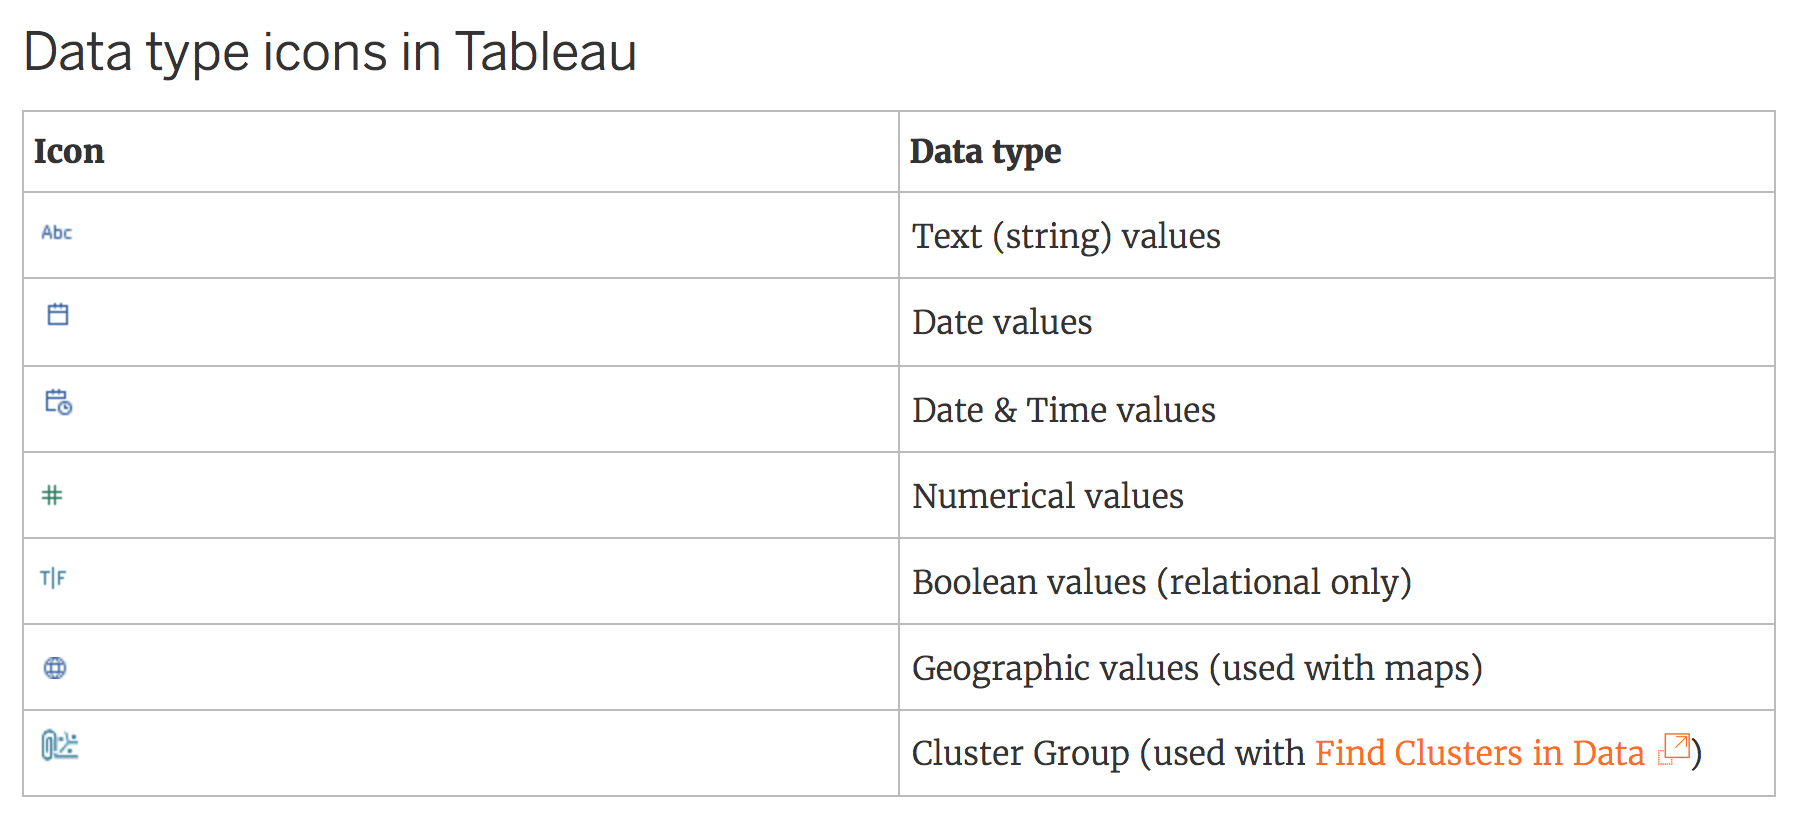 Data type icons in Tableau
Icon
Data type
Abc
Text (string) values
Date values
Date & Time values
#
Numerical values
T|F
Boolean values (relational only)
Geographic values (used with maps)
Cluster Group (used with Find Clusters in Data )